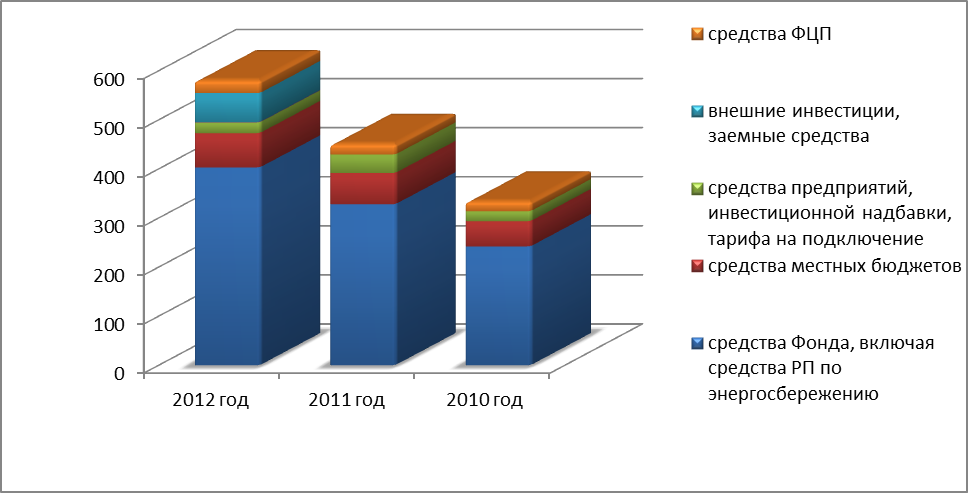 600
500
400
300
200
100
0
2012 год
2011 год
2010 год
средства ФЦП
внешние инвестиции,
заемные средства
средства предприятий,
инвестиционной надбавки,
тарифа на подключение
средства местных бюджетов
средства Фонда, включая
средства РП по
энергосбережению